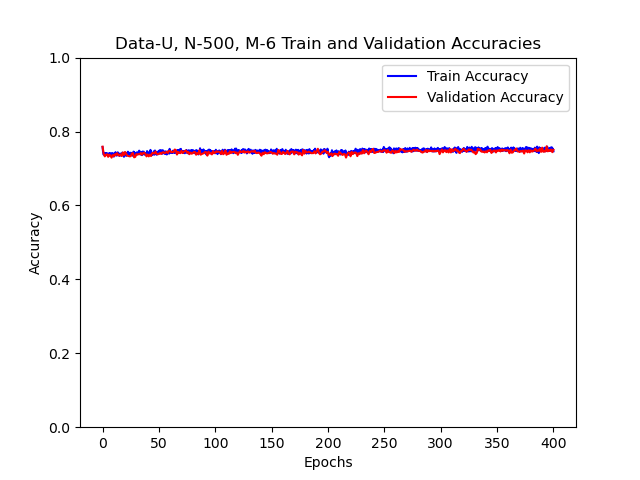 Data-U, N-500, M-6 Train and Validation Accuracies
Train Accuracy
Validation Accuracy
1.0
0.8
0.6
0.4
0.2
0.0
Accuracy
0 50 100 150 200 250 300 350 400
Epochs